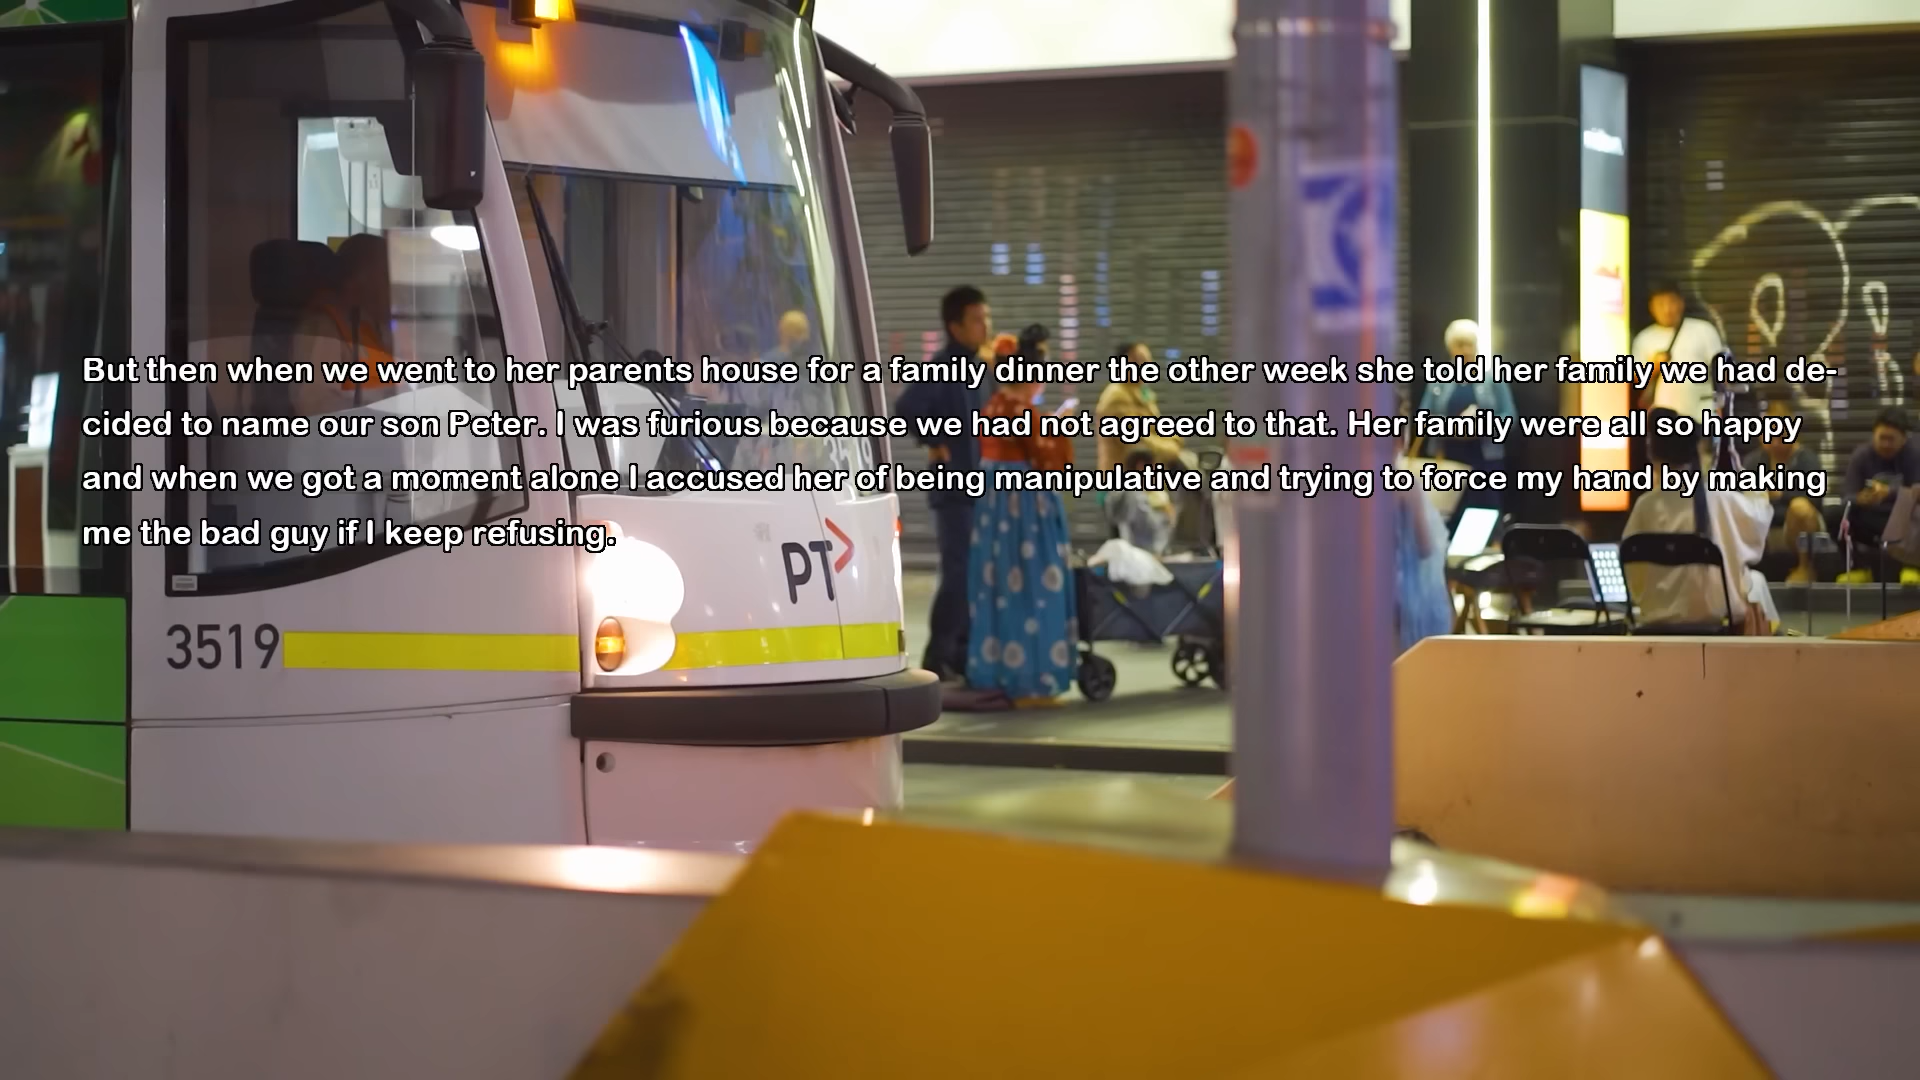 But then when we went to her parents house for a family dinner the other week she told her family we had de-
cided to name our son Peter. I was furious because we had not agreed to that. Her family were all so happy
and when we got a moment alone I accused her of being manipulative and trying to force my hand by making
me the bad guy if I keep refusing.
PT
3519